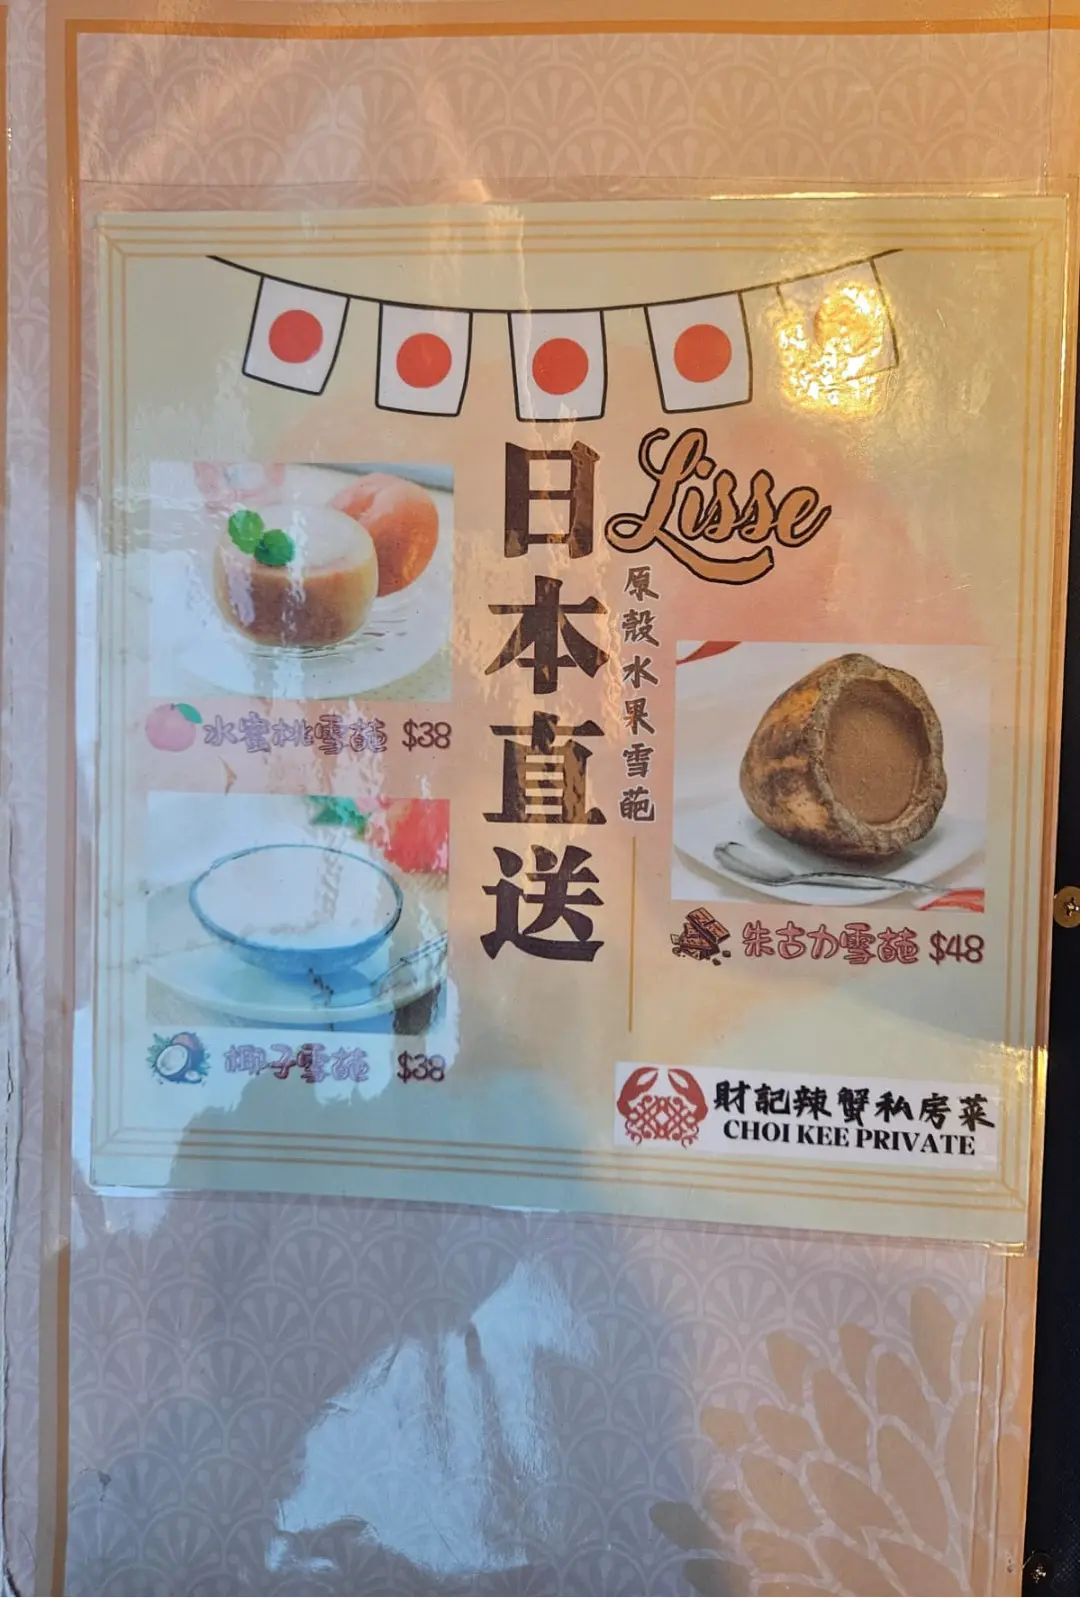 日本直送
Lisse
原殼水果雪葩
水蜜桃雪葩 $38
椰子雪葩 $38
朱古力雪葩 $48
財記辣蟹私房菜
CHOI KEE PRIVATE